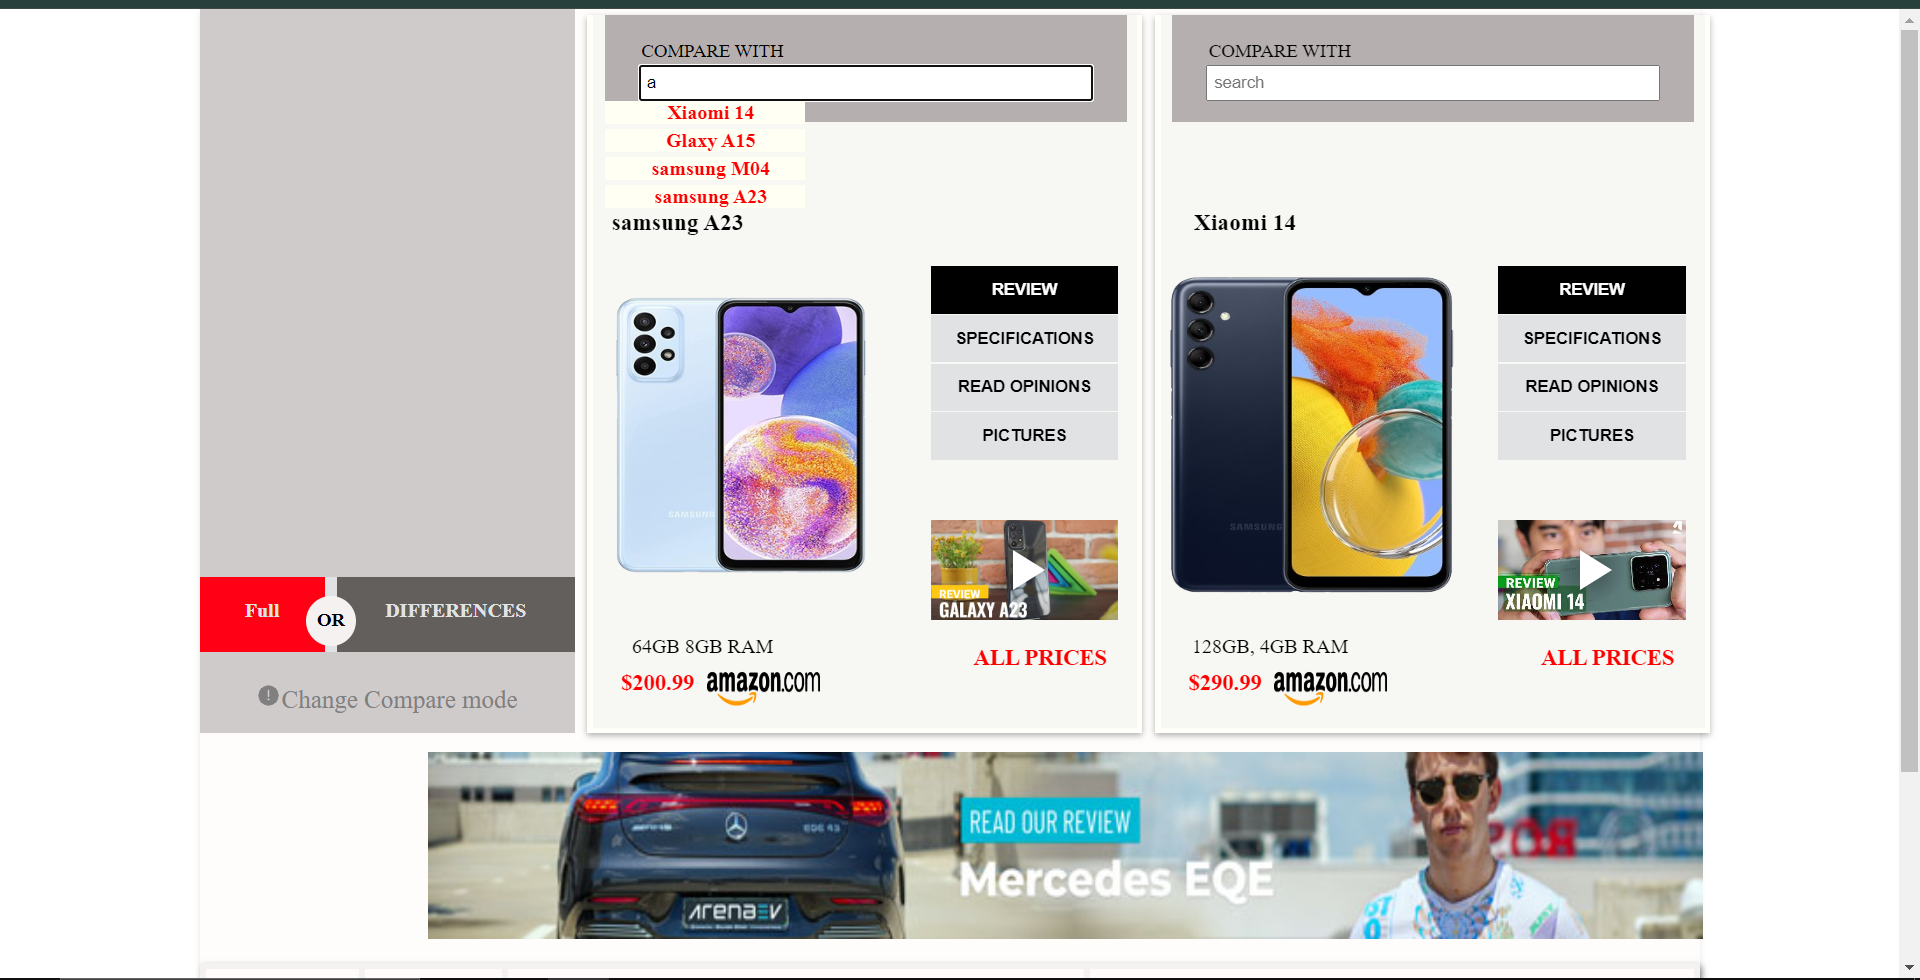 COMPARE WITH
a
Xiaomi 14
Glaxy A15
samsung M04
samsung A23
samsung A23
REVIEW
SPECIFICATIONS
READ OPINIONS
PICTURES
SAMSUNG
REVIEW
GALAXY A23
64GB 8GB RAM
ALL PRICES
$200.99 amazon.com
COMPARE WITH
search
Xiaomi 14
REVIEW
SPECIFICATIONS
READ OPINIONS
PICTURES
SAMSUNG
REVIEW
XIAOMI 14
128GB, 4GB RAM
ALL PRICES
$290.99 amazon.com
Full
OR
DIFFERENCES
! Change Compare mode
READ OUR REVIEW
Mercedes EQE
ARENAEV